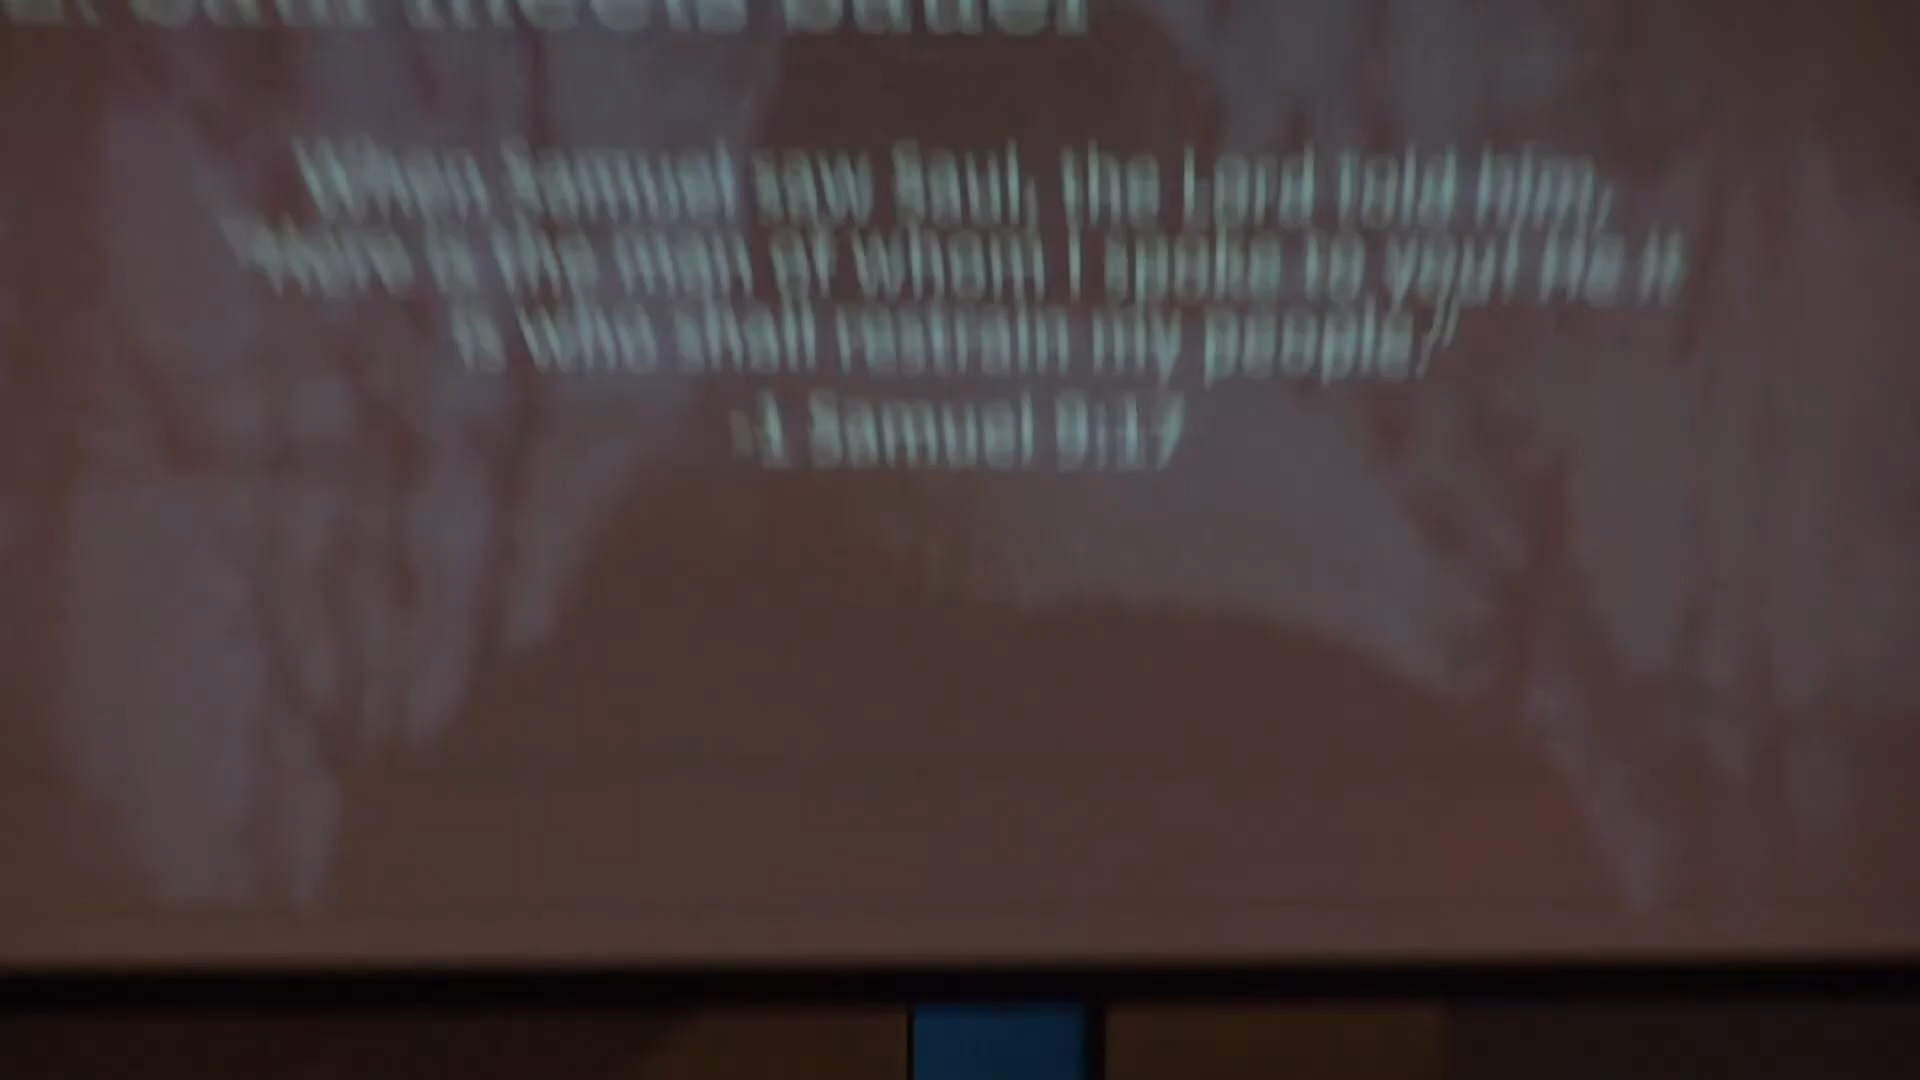 When Samuel saw Saul, the Lord told him,
"Here is the man of whom I spoke to you! He it
is who shall restrain my people."
-1 Samuel 9:17